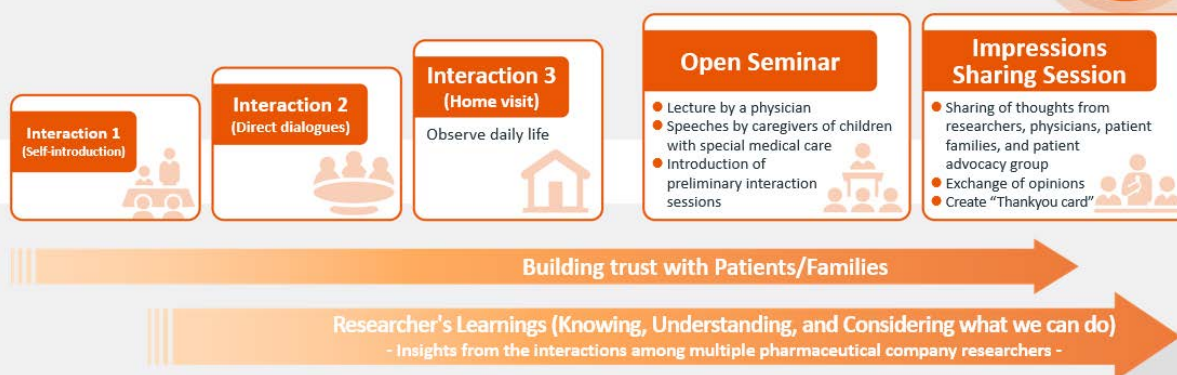 Interaction 1
(Self-introduction)
Interaction 2
(Direct dialogues)
Interaction 3
(Home visit)
Observe daily life
Open Seminar
● Lecture by a physician
● Speeches by caregivers of children
with special medical care
● Introduction of
preliminary interaction
sessions
Impressions
Sharing Session
● Sharing of thoughts from
researchers, physicians, patient
families, and patient
advocacy group
● Exchange of opinions
● Create “Thankyou card”
Building trust with Patients/Families
Researcher's Learnings (Knowing, Understanding, and Considering what we can do)
- Insights from the interactions among multiple pharmaceutical company researchers -